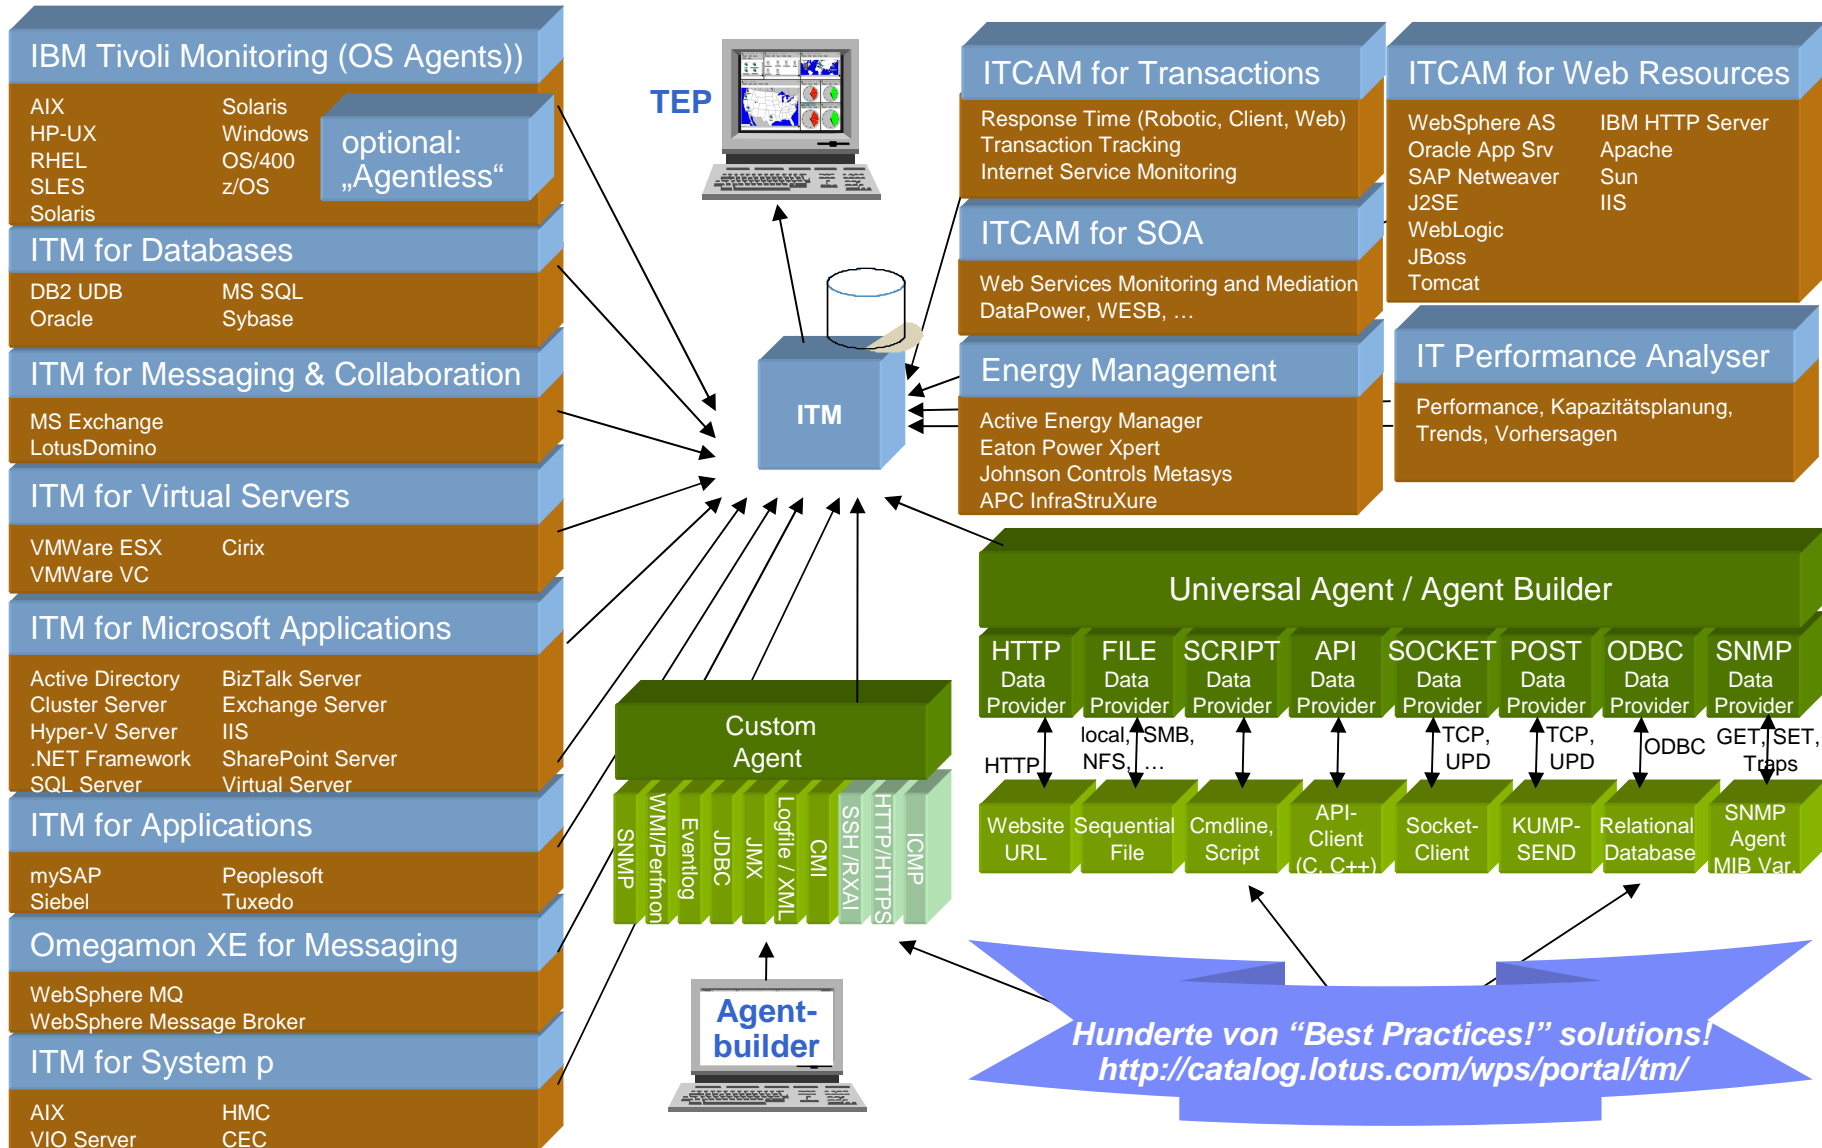 IBM Tivoli Monitoring (OS Agents))
AIX
HP-UX
RHEL
SLES
Solaris
Solaris
Windows
OS/400
z/OS
optional:
„Agentless“
ITM for Databases
DB2 UDB
Oracle
MS SQL
Sybase
ITM for Messaging & Collaboration
MS Exchange
LotusDomino
ITM for Virtual Servers
VMWare ESX
VMWare VC
Cirix
ITM for Microsoft Applications
Active Directory
Cluster Server
Hyper-V Server
.NET Framework
SQL Server
BizTalk Server
Exchange Server
IIS
SharePoint Server
Virtual Server
ITM for Applications
mySAP
Siebel
Peoplesoft
Tuxedo
Omegamon XE for Messaging
WebSphere MQ
WebSphere Message Broker
ITM for System p
AIX
VIO Server
HMC
CEC
TEP
ITM
Custom
Agent
SNMP
WMI/Perfmon
Eventlog
JDBC
JMX
Logfile / XML
CMI
SSH /RXAI
HTTP/HTTPS
ICMP
Agent-
builder
ITCAM for Transactions
Response Time (Robotic, Client, Web)
Transaction Tracking
Internet Service Monitoring
ITCAM for SOA
Web Services Monitoring and Mediation
DataPower, WESB, …
Energy Management
Active Energy Manager
Eaton Power Xpert
Johnson Controls Metasys
APC InfraStruXure
ITCAM for Web Resources
WebSphere AS
Oracle App Srv
SAP Netweaver
J2SE
WebLogic
JBoss
Tomcat
IBM HTTP Server
Apache
Sun
IIS
IT Performance Analyser
Performance, Kapazitätsplanung,
Trends, Vorhersagen
Universal Agent / Agent Builder
HTTP
Data
Provider
FILE
Data
Provider
SCRIPT
Data
Provider
API
Data
Provider
SOCKET
Data
Provider
POST
Data
Provider
ODBC
Data
Provider
SNMP
Data
Provider
HTTP
local, SMB,
NFS, …
TCP,
UPD
TCP,
UPD
ODBC
GET, SET,
Traps
Website
URL
Sequential
File
Cmdline,
Script
API-
Client
(C, C++)
Socket-
Client
KUMP-
SEND
Relational
Database
SNMP
Agent
MIB Var.
Hunderte von “Best Practices!” solutions!
http://catalog.lotus.com/wps/portal/tm/